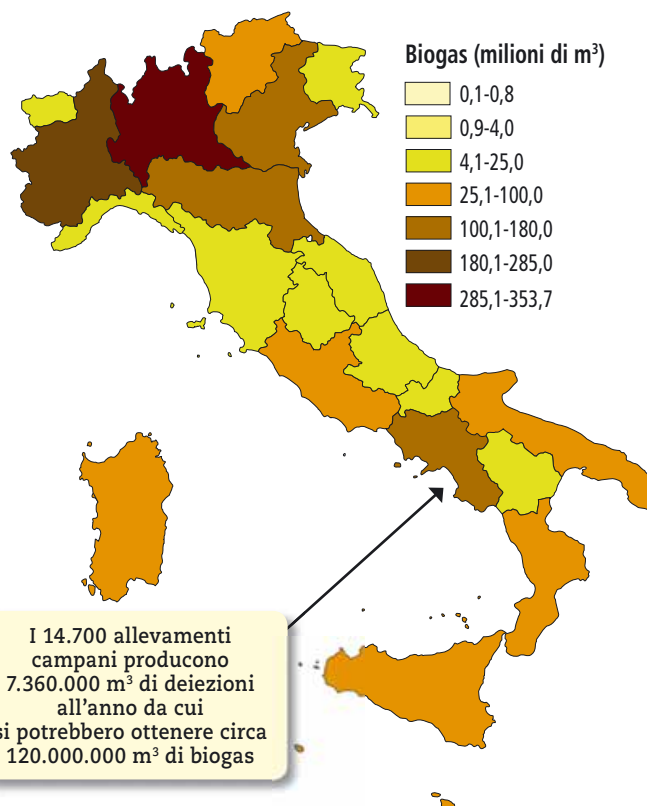 Biogas (milioni di m³)
0,1-0,8
0,9-4,0
4,1-25,0
25,1-100,0
100,1-180,0
180,1-285,0
285,1-353,7
I 14.700 allevamenti
campani producono
7.360.000 m³ di deiezioni
all'anno da cui
si potrebbero ottenere circa
120.000.000 m³ di biogas